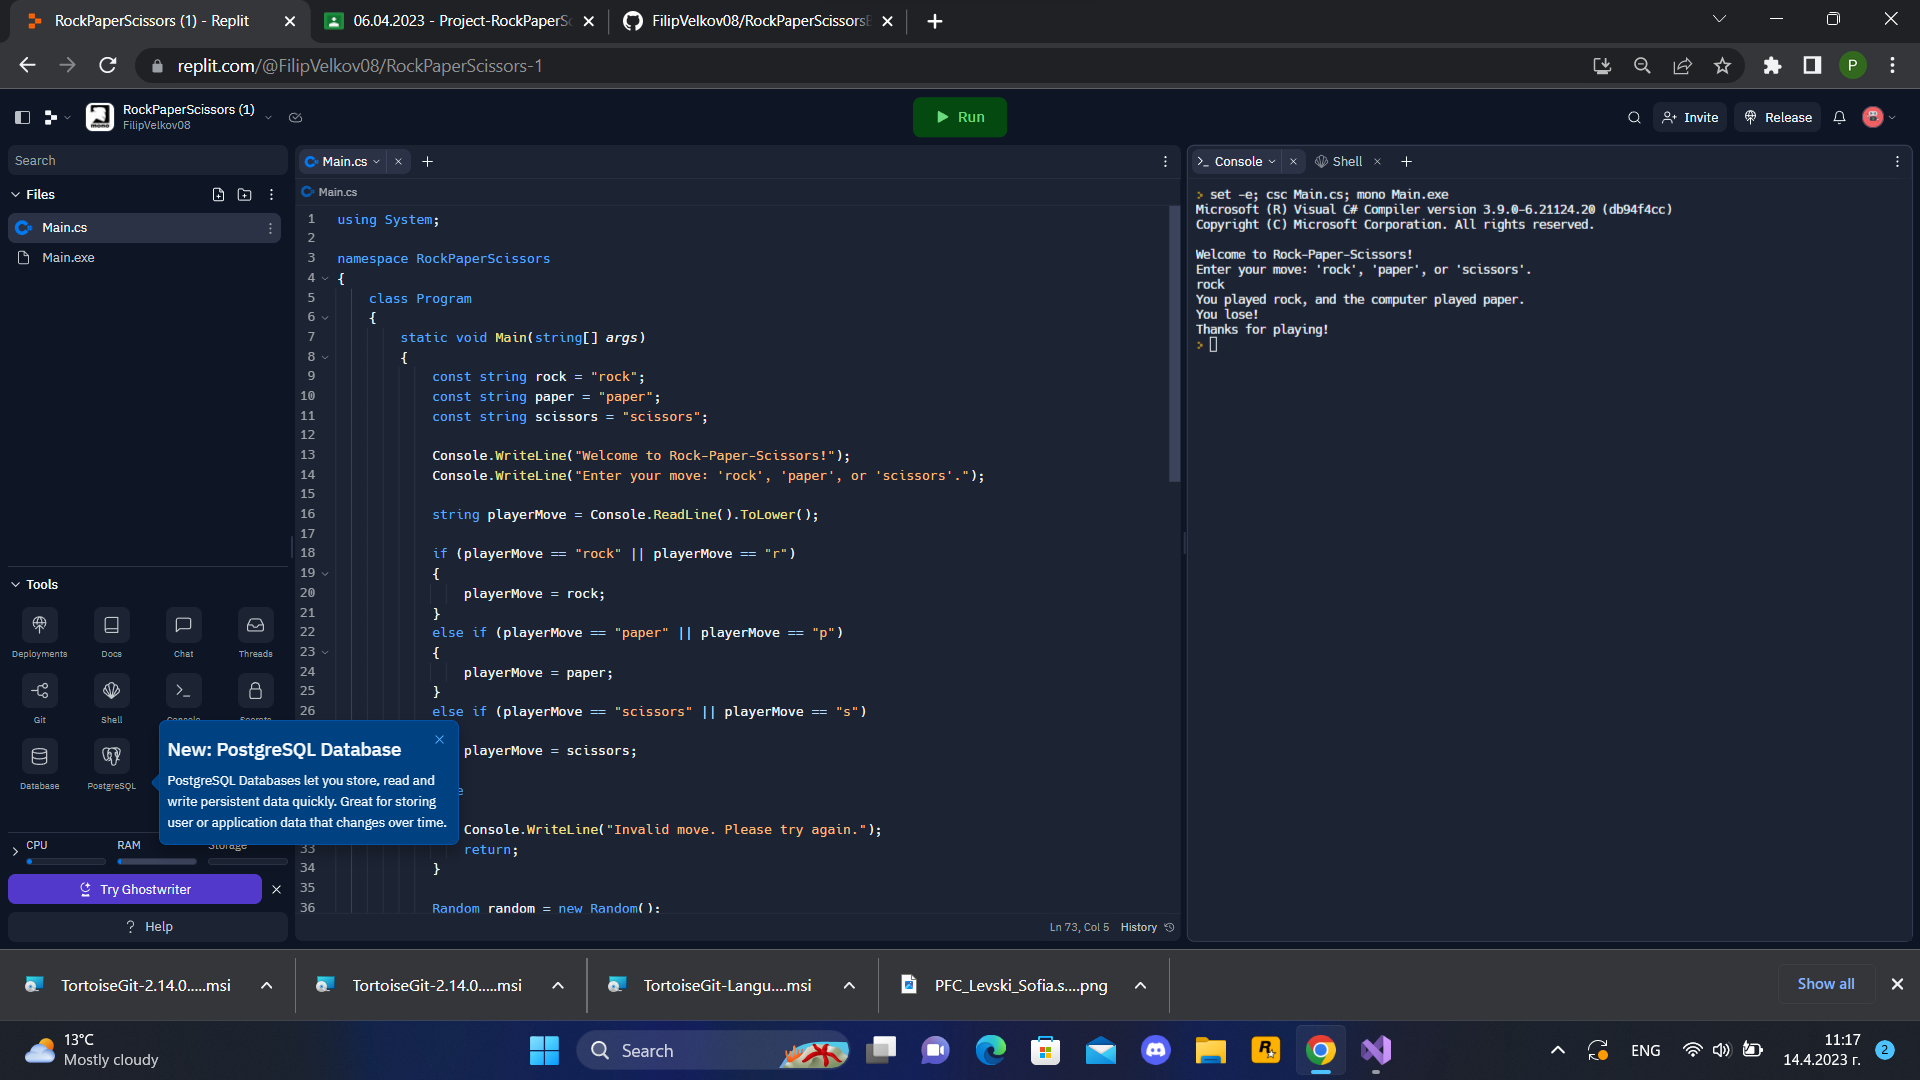 RockPaperScissors (1) - Replit
06.04.2023 - Project-RockPaperSc
FilipVelkov08/RockPaperScissorsB
replit.com/@FilipVelkov08/RockPaperScissors-1
P
RockPaperScissors (1)
FilipVelkov08
Run
Invite
Release
Search
Files
Main.cs
Main.exe
Tools
Deployments
Docs
Chat
Threads
Git
Shell
Database
PostgreSQL
New: PostgreSQL Database
PostgreSQL Databases let you store, read and
write persistent data quickly. Great for storing
user or application data that changes over time.
CPU
RAM
Storage
Try Ghostwriter
? Help
Main.cs
Main.cs
1 using System;
2
3 namespace RockPaperScissors
4 {
5 class Program
6 {
7 static void Main(string[] args)
8 {
9 const string rock = "rock";
10 const string paper = "paper";
11 const string scissors = "scissors";
12
13 Console.WriteLine("Welcome to Rock-Paper-Scissors!");
14 Console.WriteLine("Enter your move: 'rock', 'paper', or 'scissors'.");
15
16 string playerMove = Console.ReadLine().ToLower();
17
18 if (playerMove == "rock" || playerMove == "r")
19 {
20 playerMove = rock;
21 }
22 else if (playerMove == "paper" || playerMove == "p")
23 {
24 playerMove = paper;
25 }
26 else if (playerMove == "scissors" || playerMove == "s")
playerMove = scissors;
e
Console.WriteLine("Invalid move. Please try again.");
33 return;
34 }
35
36 Random random = new Random();
Ln 73, Col 5 History
Console
Shell
> set -e; csc Main.cs; mono Main.exe
Microsoft (R) Visual C# Compiler version 3.9.0-6.21124.20 (db94f4cc)
Copyright (C) Microsoft Corporation. All rights reserved.
Welcome to Rock-Paper-Scissors!
Enter your move: 'rock', 'paper', or 'scissors'.
rock
You played rock, and the computer played paper.
You lose!
Thanks for playing!
>
TortoiseGit-2.14.0.....msi
TortoiseGit-2.14.0.....msi
TortoiseGit-Langu....msi
PFC_Levski_Sofia.s....png
Show all
13°C
Mostly cloudy
Search
ENG
11:17
14.4.2023 г.
2